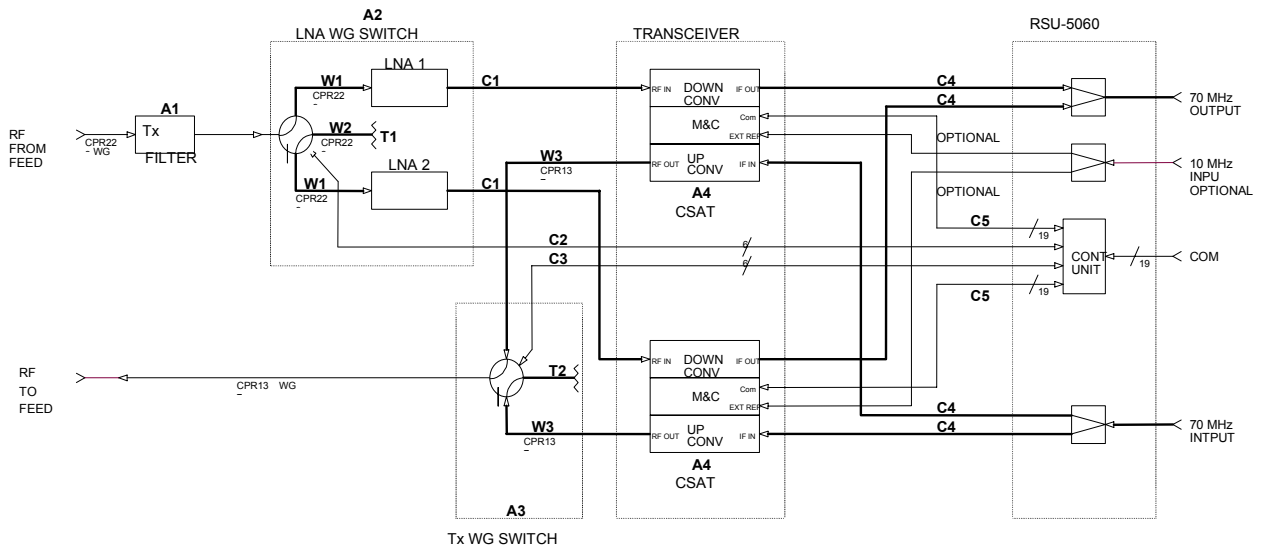 A2
LNA WG SWITCH
TRANSCEIVER
RSU-5060
LNA 1
W1
CPR22
-
C1
RF IN
DOWN
CONV
IF OUT
C4
C4
70 MHz
OUTPUT
A1
Tx
FILTER
RF
FROM
FEED
CPR22
- WG
W2
CPR22
-
T1
M&C
Com
EXT REF
OPTIONAL
W3
CPR13
-
RF OUT
UP
CONV
IF IN
10 MHz
INPU
OPTIONAL
LNA 2
W1
CPR22
-
C1
A4
CSAT
OPTIONAL
C5
19
C2
6
C3
6
CONT
UNIT
19
COM
C5
19
RF
TO
FEED
CPR13 WG
-
T2
RF IN
DOWN
CONV
IF OUT
M&C
Com
EXT REF
W3
CPR13
-
RF OUT
UP
CONV
IF IN
C4
C4
70 MHz
INTPUT
A4
CSAT
A3
Tx WG SWITCH